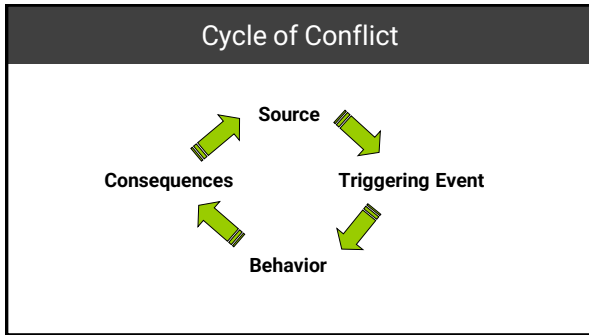 Cycle of Conflict
Source
Consequences
Triggering Event
Behavior